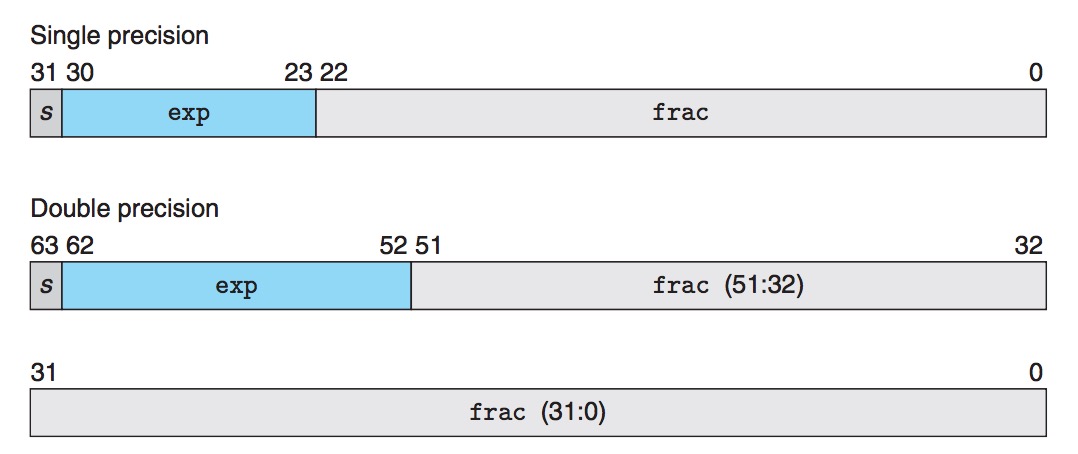 Single precision
31 30 23 22 0
s exp frac
Double precision
63 62 52 51 32
s exp frac (51:32)
31 0
frac (31:0)